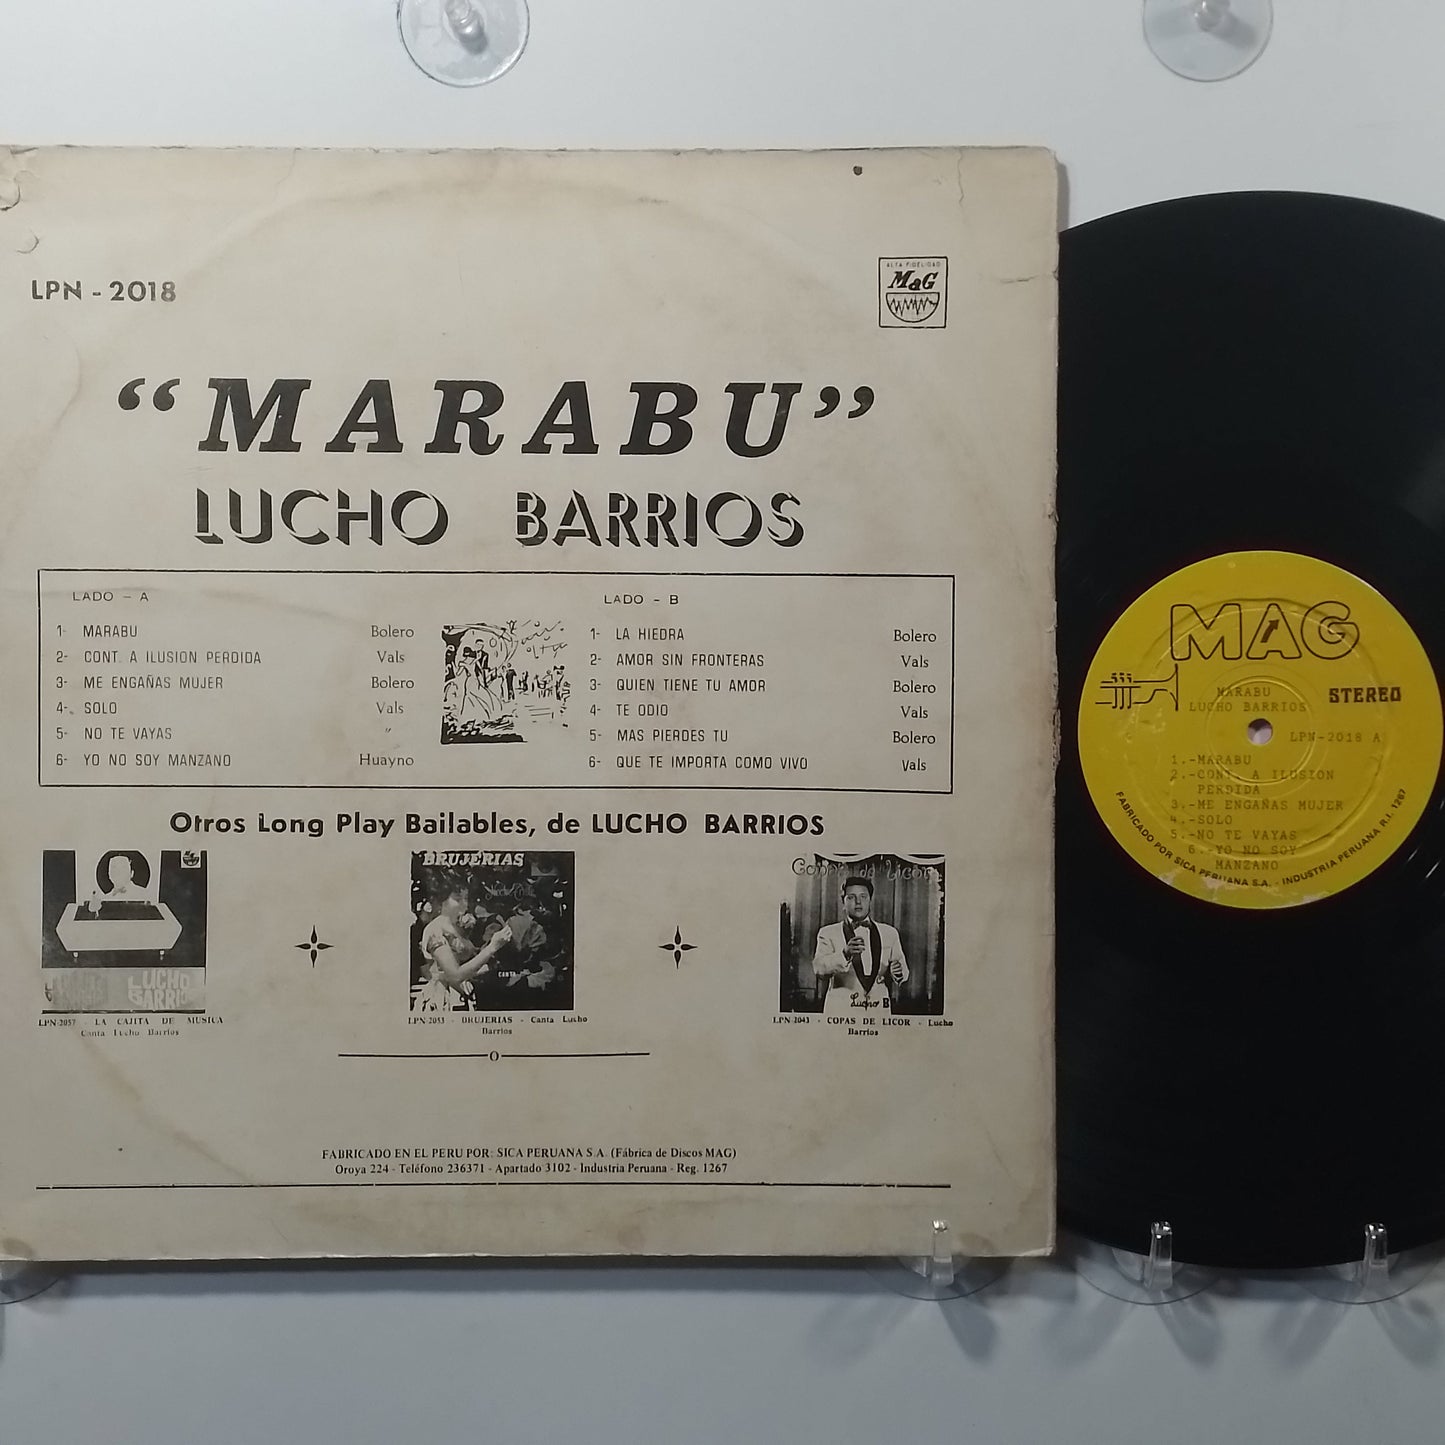 LPN - 2018
ALTA FIDELIDAD
MaG
“MARABU”
LUCHO BARRIOS
LADO - A
1- MARABU Bolero
2- CONT. A ILUSION PERDIDA Vals
3- ME ENGAÑAS MUJER Bolero
4- SOLO Vals
5- NO TE VAYAS "
6- YO NO SOY MANZANO Huayno
LADO - B
1- LA HIEDRA Bolero
2- AMOR SIN FRONTERAS Vals
3- QUIEN TIENE TU AMOR Bolero
4- TE ODIO Vals
5- MAS PIERDES TU Bolero
6- QUE TE IMPORTA COMO VIVO Vals
Otros Long Play Bailables, de LUCHO BARRIOS
LUCHO
BARRIOS
LPN-2057 - LA CAJITA DE MUSICA
Canta Lucho Barrios
BRUJERIAS
CANTA
LPN-2053 - BRUJERIAS - Canta Lucho
Barrios
Copas de Licor
Lucho B
LPN-2043 - COPAS DE LICOR - Lucho
Barrios
O
FABRICADO EN EL PERU POR: SICA PERUANA S.A. (Fábrica de Discos MAG)
Oroya 224 - Teléfono 236371 - Apartado 3102 - Industria Peruana - Reg. 1267
MAG
STEREO
MARABU
LUCHO BARRIOS
LPN-2018 A
1.-MARABU
2.-CONT. A ILUSION
PERDIDA
3.-ME ENGAÑAS MUJER
4.-SOLO
5.-NO TE VAYAS
6.-YO NO SOY
MANZANO
FABRICADO POR SICA PERUANA S.A. - INDUSTRIA PERUANA R.I. 1267